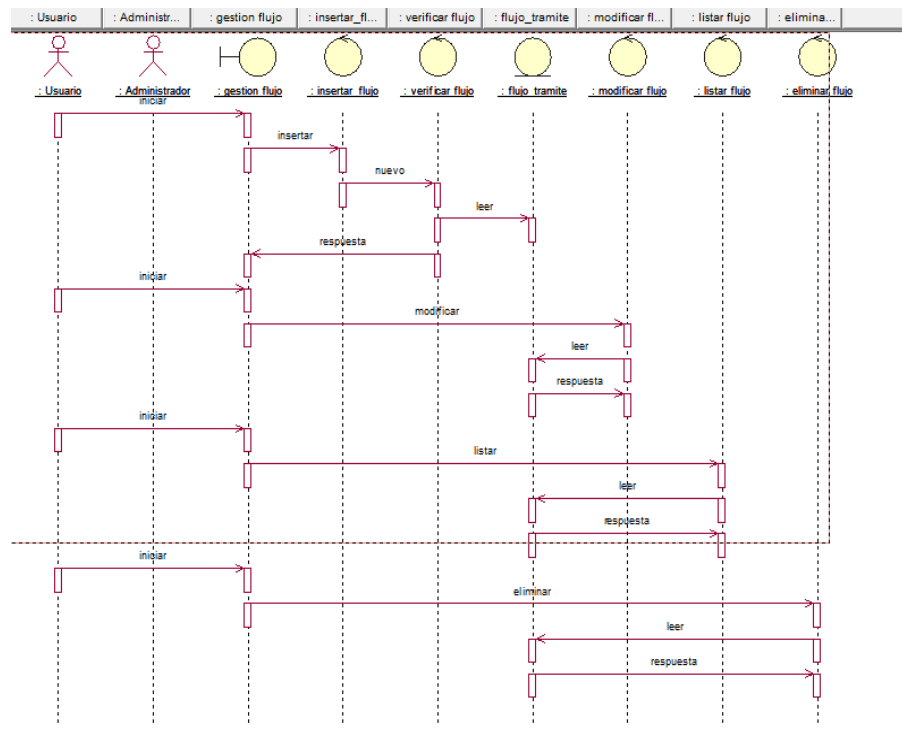 : Usuario
: Administr...
: gestion flujo
: insertar_fl...
: verificar flujo
: flujo_tramite
: modificar fl...
: listar flujo
: elimina...
: Usuario
: Administrador
: gestion flujo
: insertar_flujo
: verificar flujo
: flujo_tramite
: modificar flujo
: listar flujo
: eliminar_flujo
iniciar
insertar
nuevo
leer
respuesta
iniciar
modificar
leer
respuesta
iniciar
listar
leer
respuesta
iniciar
eliminar
leer
respuesta